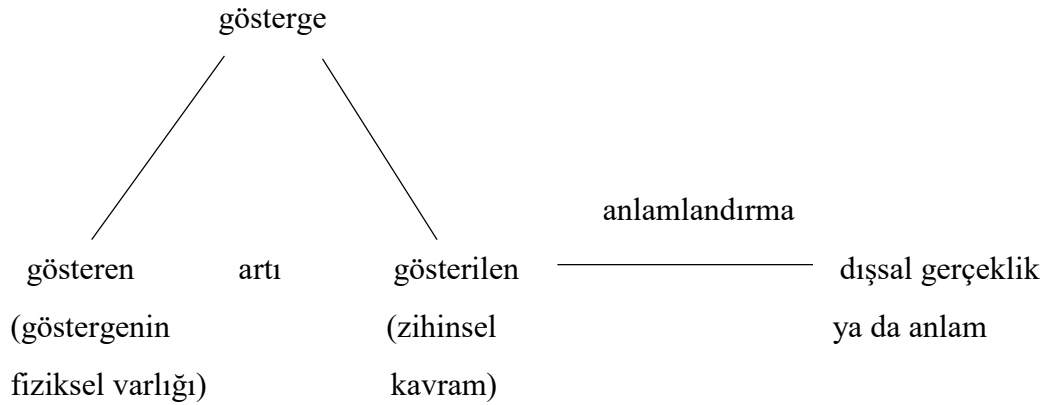 gösterge
anlamlandırma
gösteren artı gösterilen dışsal gerçeklik
(göstergenin (zihinsel ya da anlam
fiziksel varlığı) kavram)